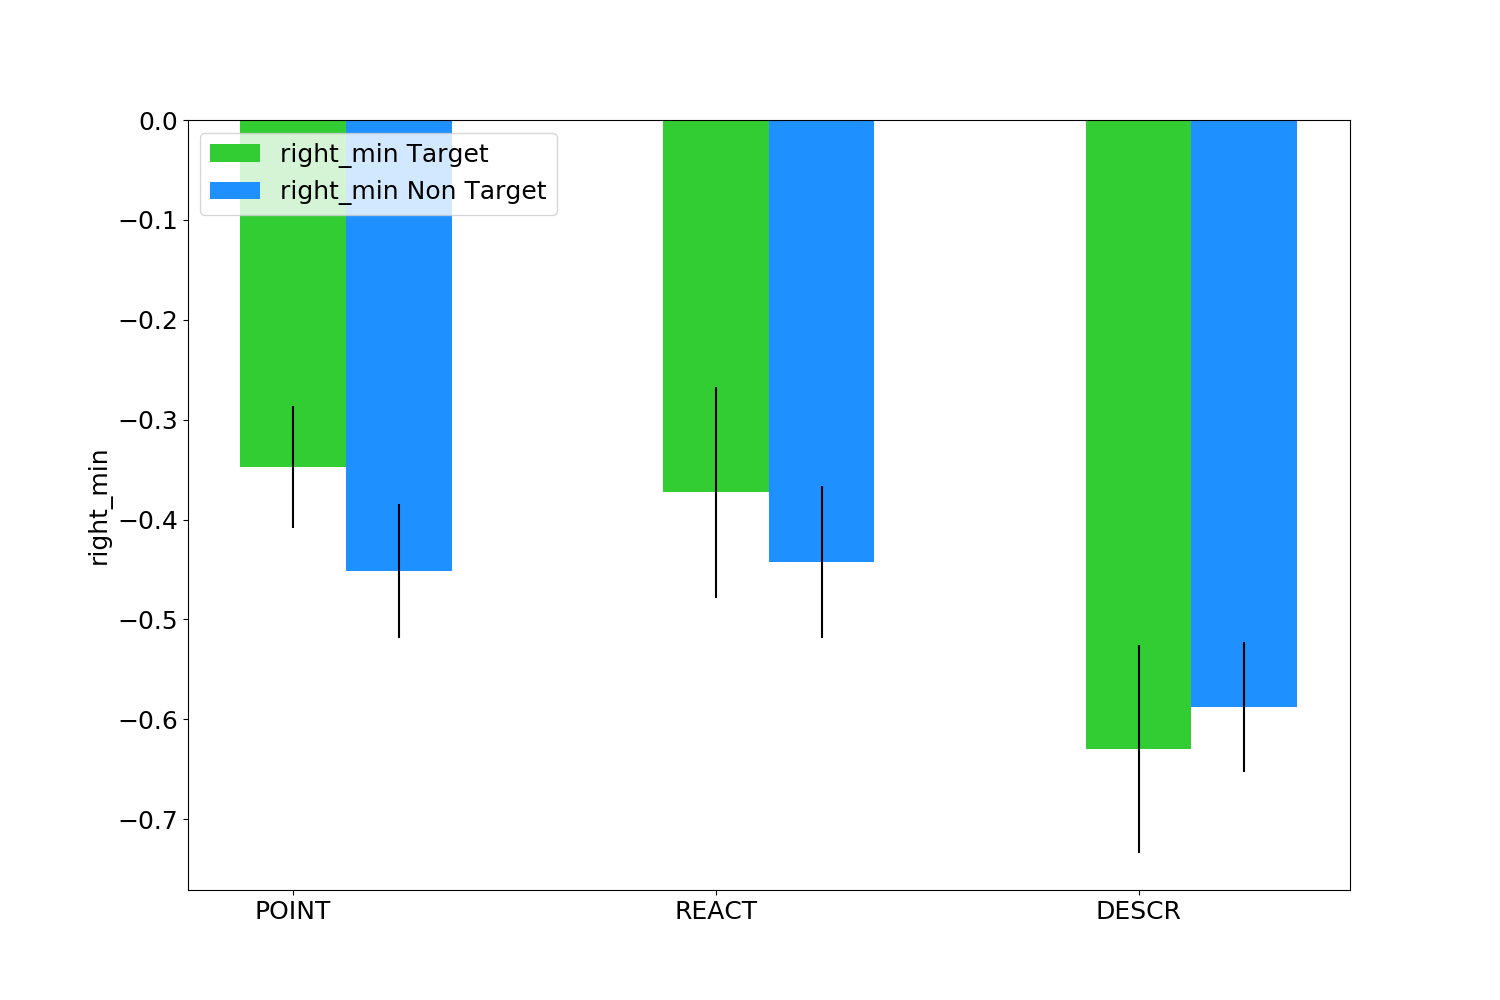 0.0
−0.1
−0.2
−0.3
−0.4
−0.5
−0.6
−0.7
right_min
right_min Target
right_min Non Target
POINT
REACT
DESCR